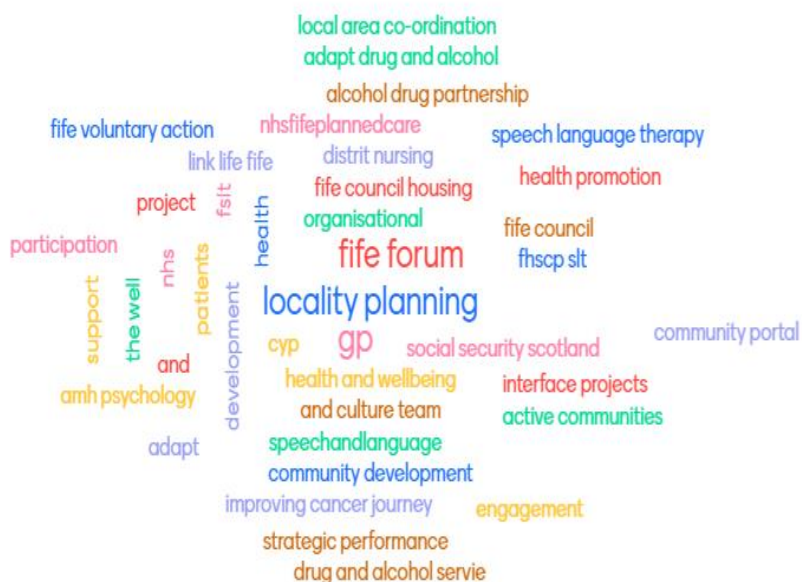 local area co-ordination
adapt drug and alcohol
alcohol drug partnership
fife voluntary action
nhsfifeplannedcare
speech language therapy
link life fife
distrit nursing
health promotion
project
fslt
health
fife council housing
organisational
fife council
participation
nhs
patients
fife forum
fhscp slt
support
the well
development
locality planning
community portal
and
cyp
gp
social security scotland
amh psychology
health and wellbeing
interface projects
and culture team
active communities
adapt
speechandlanguage
community development
improving cancer journey
engagement
strategic performance
drug and alcohol servie